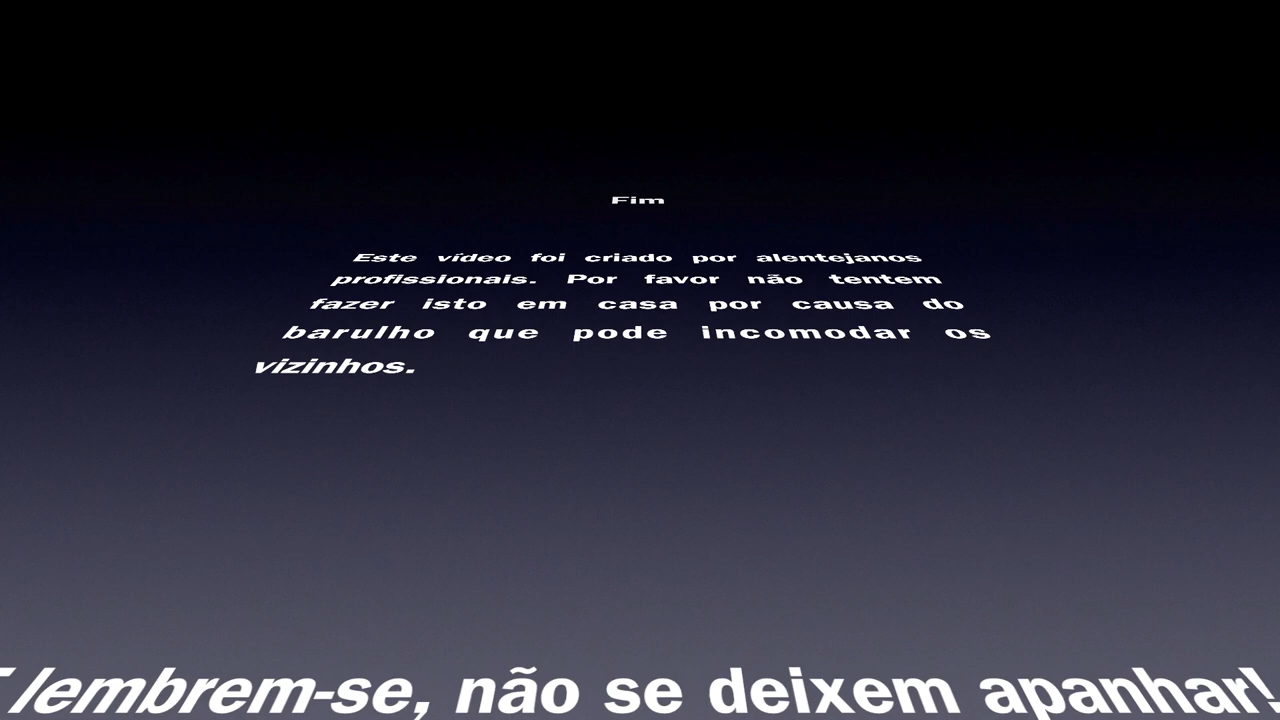 Fim
Este vídeo foi criado por alentejanos
profissionais. Por favor não tentem
fazer isto em casa por causa do
barulho que pode incomodar os
vizinhos.
lembrem-se, não se deixem apanhar!